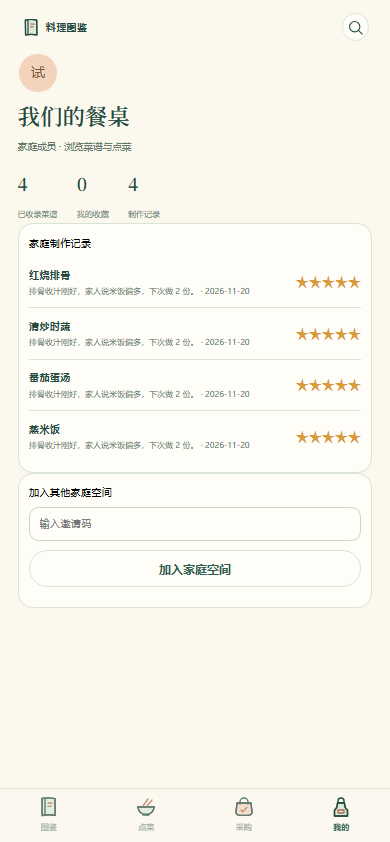 料理图鉴
试
我们的餐桌
家庭成员 · 浏览菜谱与点菜
4 0 4
已收录菜谱 我的收藏 制作记录
家庭制作记录
红烧排骨
排骨收汁刚好，家人说米饭偏多，下次做 2 份。 · 2026-11-20
★★★★★
清炒时蔬
排骨收汁刚好，家人说米饭偏多，下次做 2 份。 · 2026-11-20
★★★★★
番茄蛋汤
排骨收汁刚好，家人说米饭偏多，下次做 2 份。 · 2026-11-20
★★★★★
蒸米饭
排骨收汁刚好，家人说米饭偏多，下次做 2 份。 · 2026-11-20
★★★★★
加入其他家庭空间
输入邀请码
加入家庭空间
图鉴 点菜 采购 我的